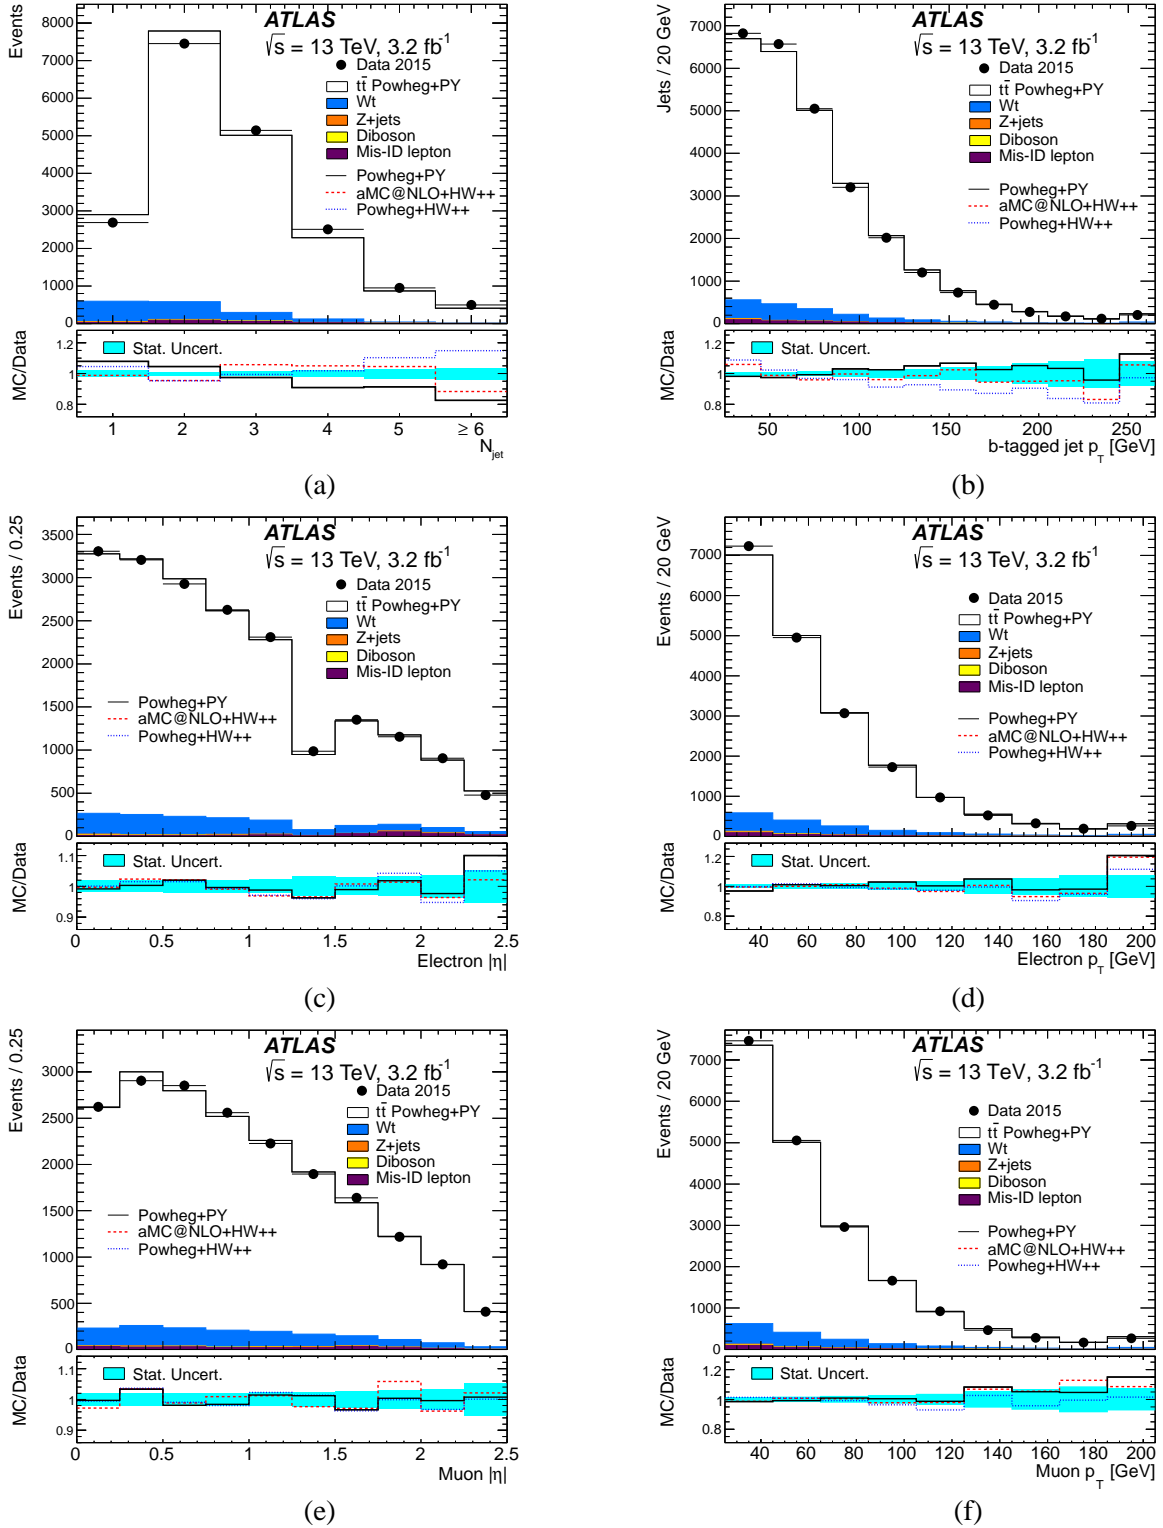 ATLAS
√s = 13 TeV, 3.2 fb-1
Events
8000
7000
6000
5000
4000
3000
2000
1000
0
Data 2015
tt̄ Powheg+PY
Wt
Z+jets
Diboson
Mis-ID lepton
Powheg+PY
aMC@NLO+HW++
Powheg+HW++
MC/Data
1.2
1
0.8
Stat. Uncert.
1 2 3 4 5 ≥ 6
Njet
(a)
ATLAS
√s = 13 TeV, 3.2 fb-1
Jets / 20 GeV
7000
6000
5000
4000
3000
2000
1000
0
Data 2015
tt̄ Powheg+PY
Wt
Z+jets
Diboson
Mis-ID lepton
Powheg+PY
aMC@NLO+HW++
Powheg+HW++
MC/Data
1.2
1
0.8
Stat. Uncert.
50 100 150 200 250
b-tagged jet pT [GeV]
(b)
ATLAS
√s = 13 TeV, 3.2 fb-1
Events / 0.25
3500
3000
2500
2000
1500
1000
500
0
Data 2015
tt̄ Powheg+PY
Wt
Z+jets
Diboson
Mis-ID lepton
Powheg+PY
aMC@NLO+HW++
Powheg+HW++
MC/Data
1.1
1
0.9
Stat. Uncert.
0 0.5 1 1.5 2 2.5
Electron |η|
(c)
ATLAS
√s = 13 TeV, 3.2 fb-1
Events / 20 GeV
7000
6000
5000
4000
3000
2000
1000
0
Data 2015
tt̄ Powheg+PY
Wt
Z+jets
Diboson
Mis-ID lepton
Powheg+PY
aMC@NLO+HW++
Powheg+HW++
MC/Data
1.2
1
0.8
Stat. Uncert.
40 60 80 100 120 140 160 180 200
Electron pT [GeV]
(d)
ATLAS
√s = 13 TeV, 3.2 fb-1
Events / 0.25
3500
3000
2500
2000
1500
1000
500
0
Data 2015
tt̄ Powheg+PY
Wt
Z+jets
Diboson
Mis-ID lepton
Powheg+PY
aMC@NLO+HW++
Powheg+HW++
MC/Data
1.1
1
0.9
Stat. Uncert.
0 0.5 1 1.5 2 2.5
Muon |η|
(e)
ATLAS
√s = 13 TeV, 3.2 fb-1
Events / 20 GeV
7000
6000
5000
4000
3000
2000
1000
0
Data 2015
tt̄ Powheg+PY
Wt
Z+jets
Diboson
Mis-ID lepton
Powheg+PY
aMC@NLO+HW++
Powheg+HW++
MC/Data
1.2
1
0.8
Stat. Uncert.
40 60 80 100 120 140 160 180 200
Muon pT [GeV]
(f)